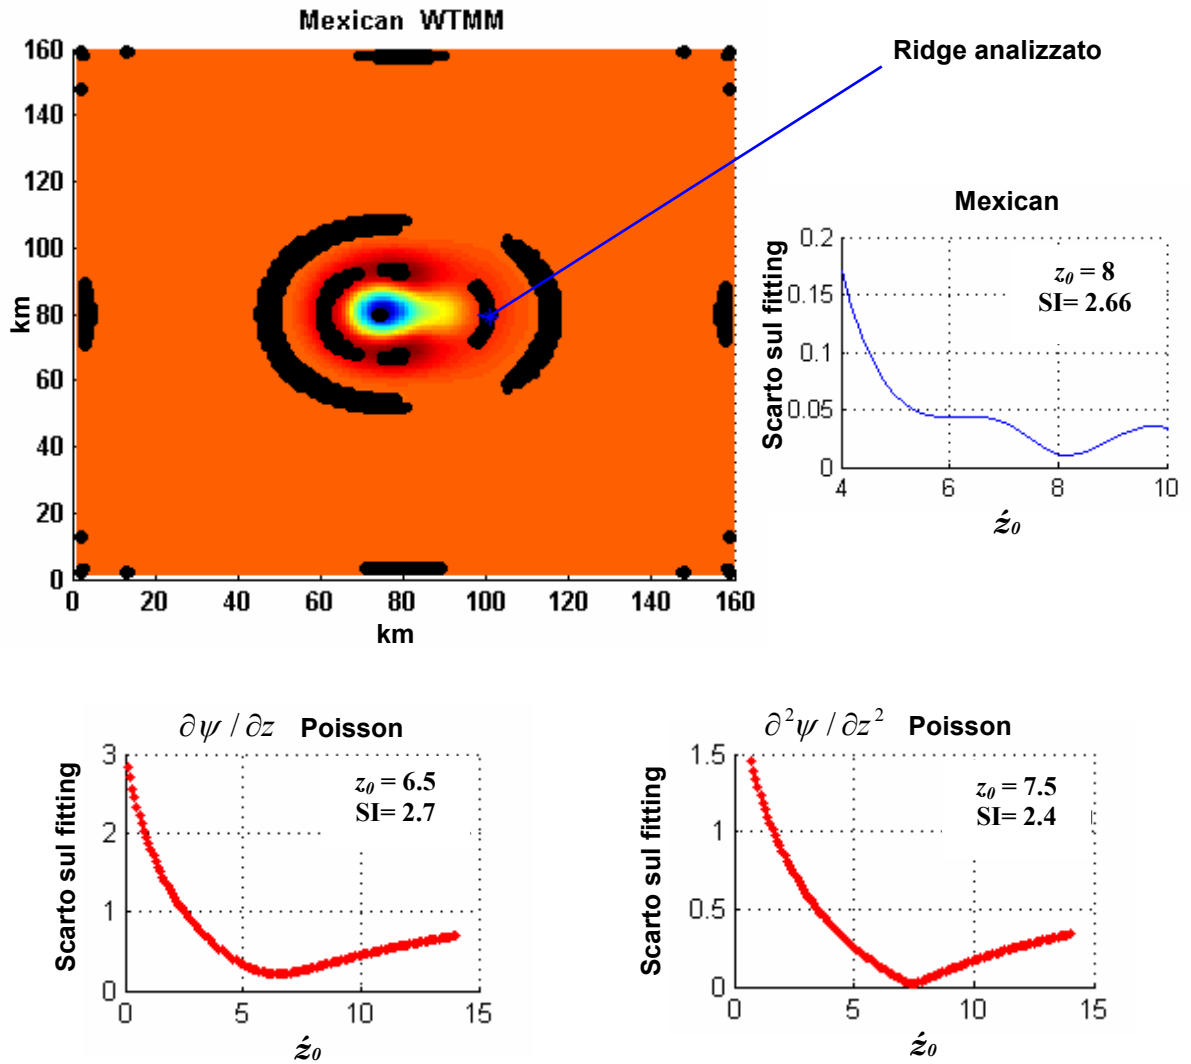 Mexican WTMM
Ridge analizzato
160
140
120
100
80
60
40
20
0
km
0 20 40 60 80 100 120 140 160
km
Mexican
z₀ = 8
SI= 2.66
Scarto sul fitting
0.2
0.15
0.1
0.05
0
4 6 8 10
ź₀
∂ψ / ∂z Poisson
z₀ = 6.5
SI= 2.7
Scarto sul fitting
3
2
1
0
0 5 10 15
ź₀
∂²ψ / ∂z² Poisson
z₀ = 7.5
SI= 2.4
Scarto sul fitting
1.5
1
0.5
0
0 5 10 15
ź₀